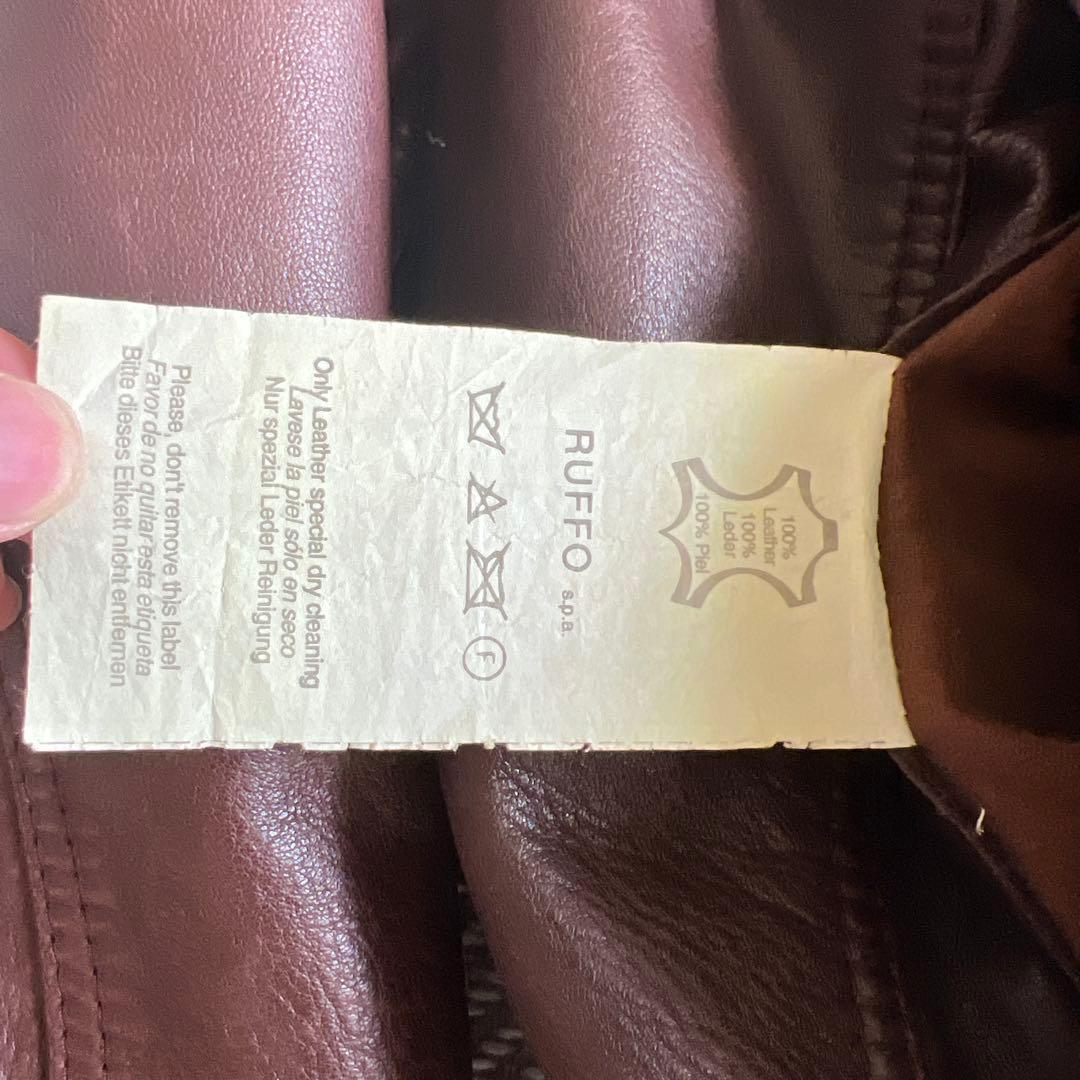 100%
Leather
100%
Leder
100% Piel
RUFFO s.p.a.
F
Only Leather special dry cleaning
Lavese la piel sólo en seco
Nur spezial Leder Reinigung
Please, don't remove this label
Favor de no quitar esta etiqueta
Bitte dieses Etikett nicht entfernen